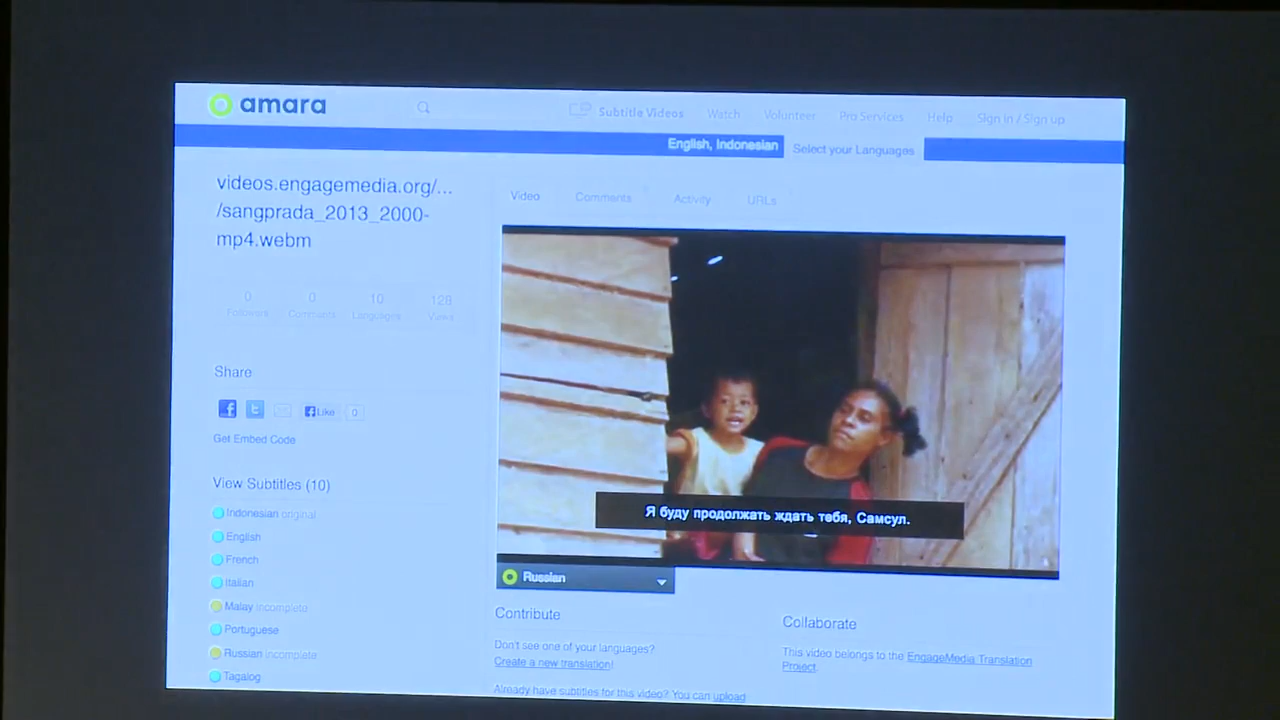 amara
Subtitle Videos
Watch
Volunteer
Pro Services
Help
Sign in / Sign up
English, Indonesian
Select your Languages
videos.engagemedia.org/...
/sangprada_2013_2000-
mp4.webm
Video
Comments
Activity
URLs
0
0
10
128
Followers
Comments
Languages
Views
Share
Like
0
Get Embed Code
View Subtitles (10)
Indonesian original
English
French
Italian
Malay incomplete
Portuguese
Russian incomplete
Tagalog
Я буду продолжать ждать тебя, Самсул.
Russian
Contribute
Don't see one of your languages?
Create a new translation!
Already have subtitles for this video? You can upload
Collaborate
This video belongs to the EngageMedia Translation
Project.